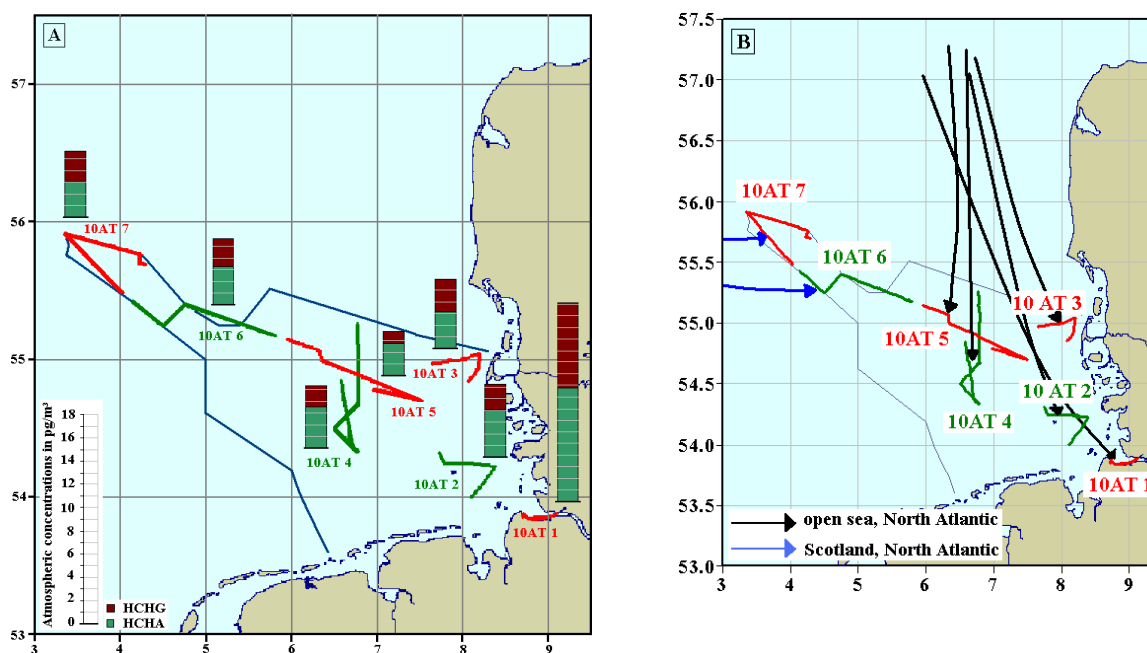 A
57
56
55
54
53
3
4
5
6
7
8
9
10AT 7
10AT 6
10AT 3
10AT 5
10AT 4
10AT 2
10AT 1
Atmospheric concentrations in pg/m³
18
17
16
14
12
10
8
6
4
2
0
HCHG
HCHA
B
57.5
57.0
56.5
56.0
55.5
55.0
54.5
54.0
53.5
53.0
3
4
5
6
7
8
9
10AT 7
10AT 6
10 AT 3
10AT 5
10AT 2
10AT 4
10AT 1
open sea, North Atlantic
Scotland, North Atlantic